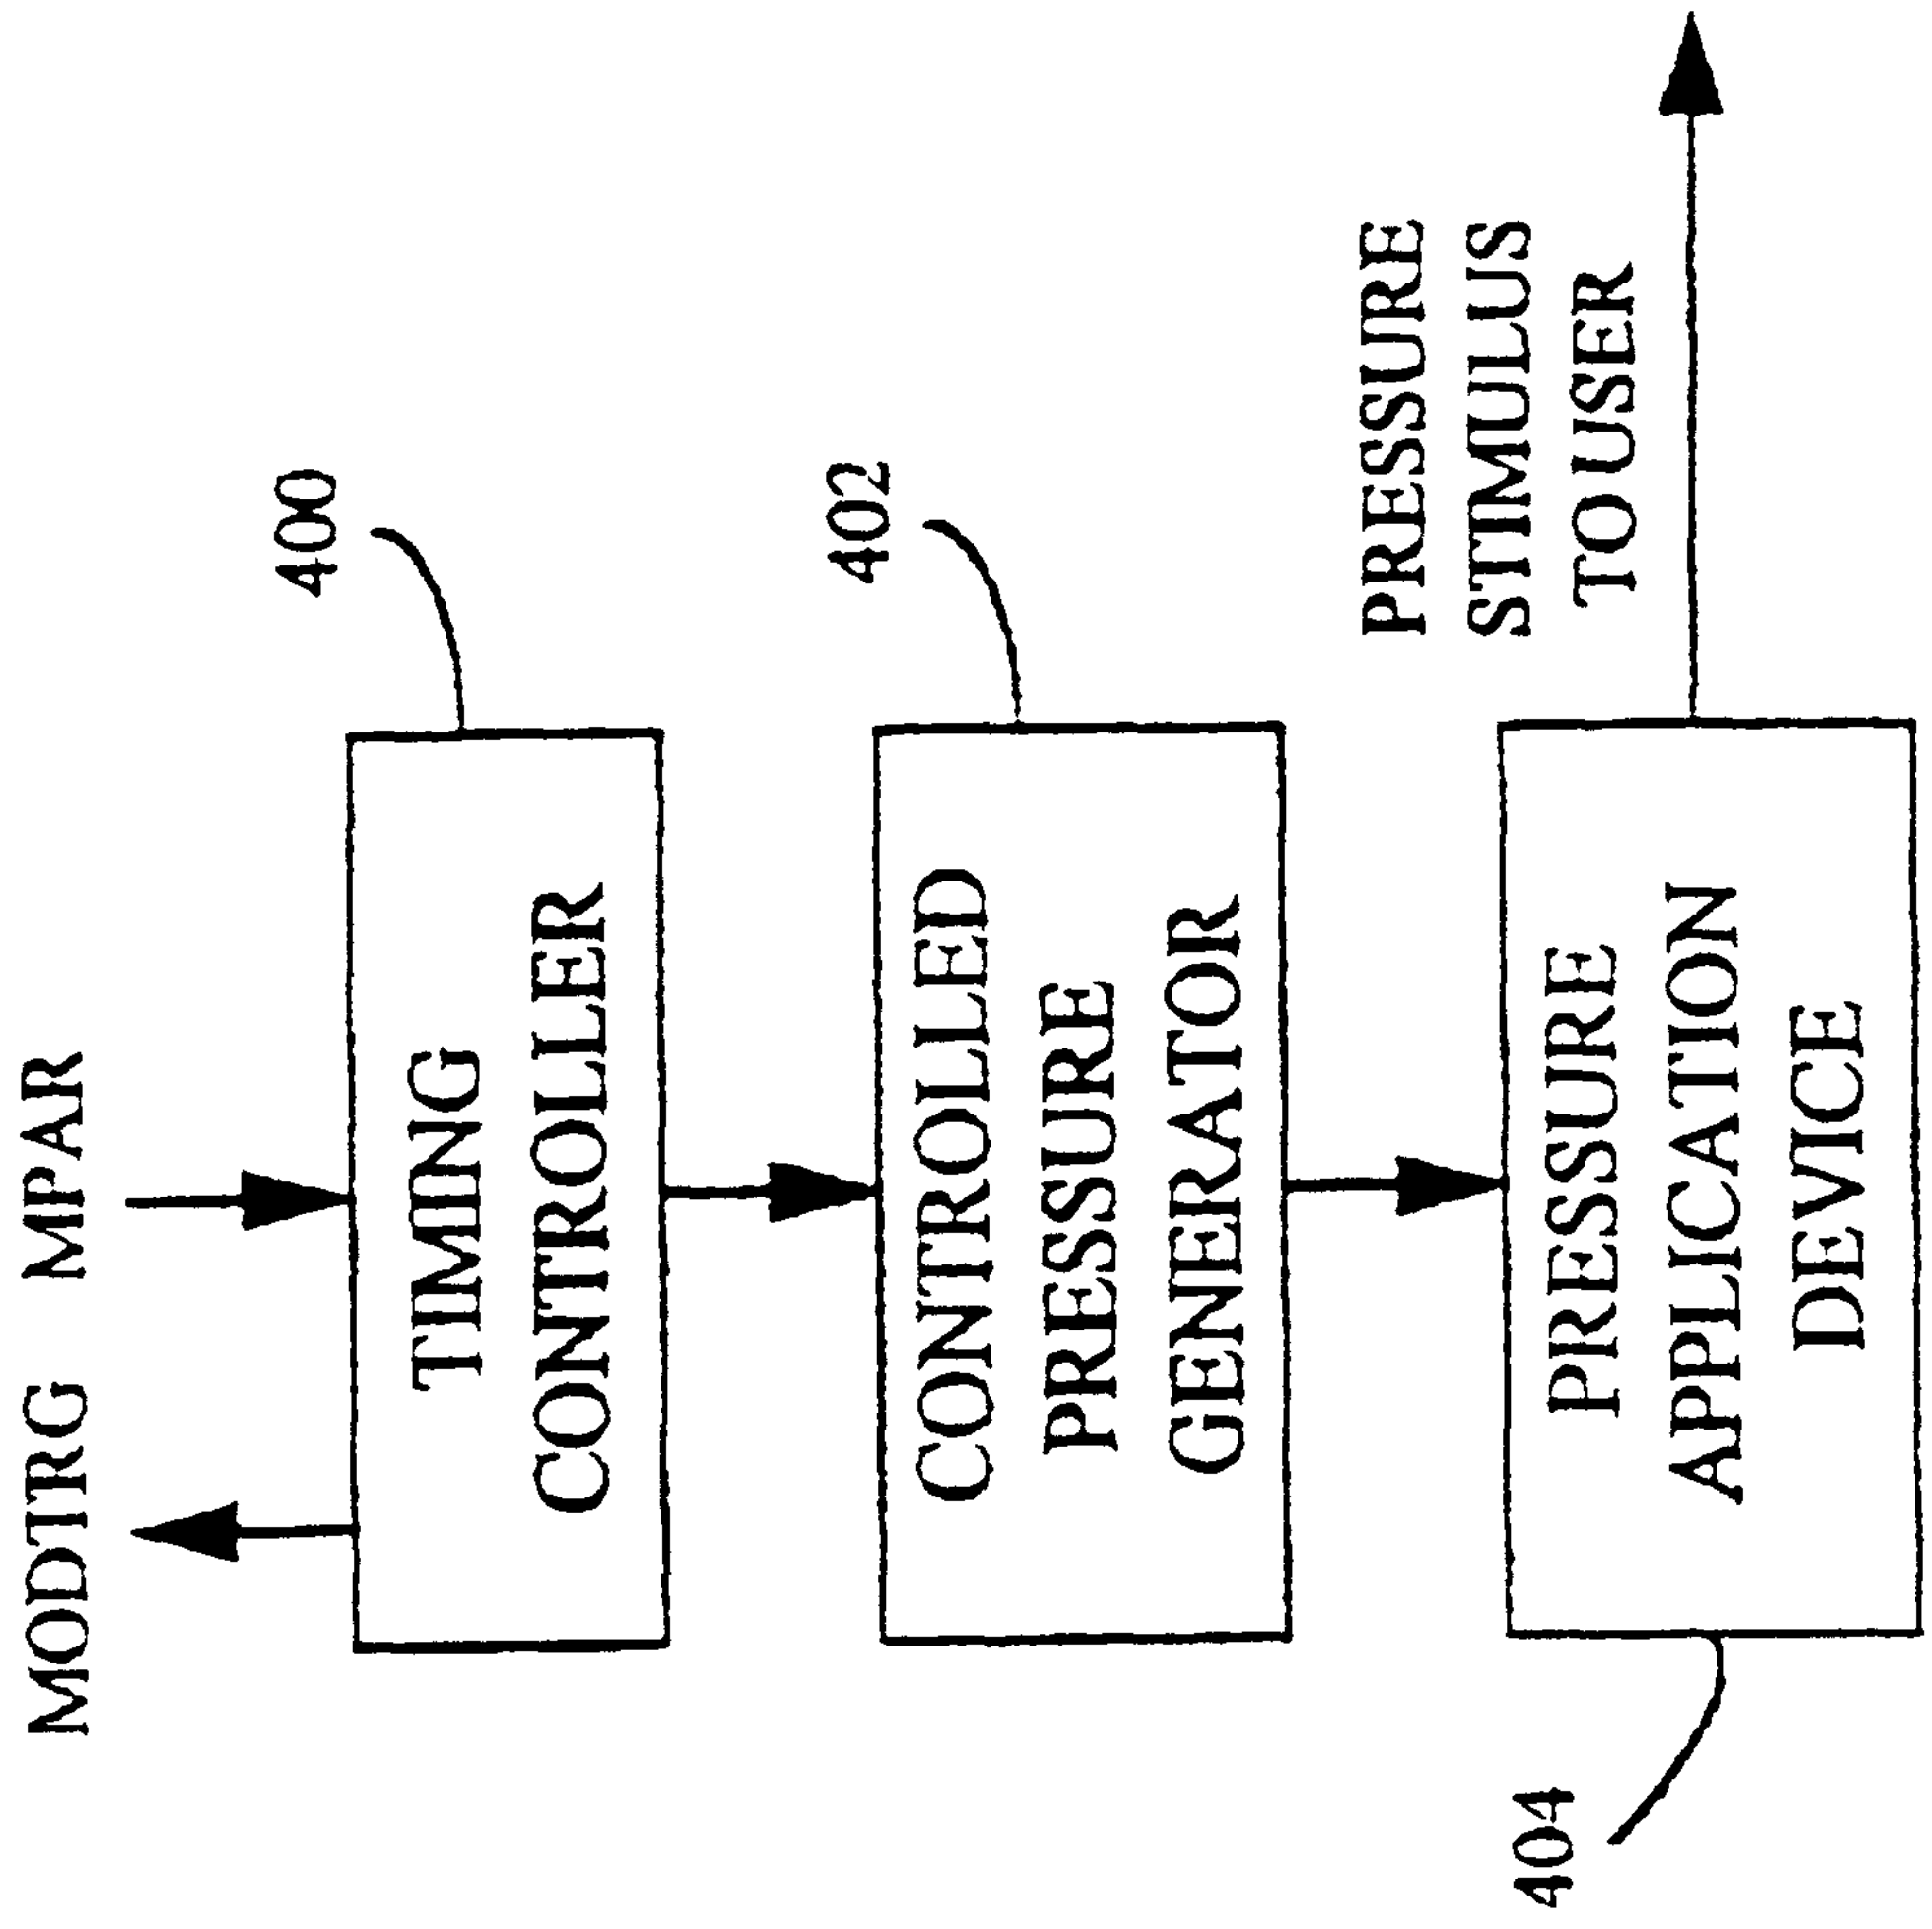 MODTRG
MPAR
TIMING
CONTROLLER
400
CONTROLLED
PRESSURE
GENERATOR
402
PRESSURE
APPLICATION
DEVICE
404
PRESSURE
STIMULUS
TO USER